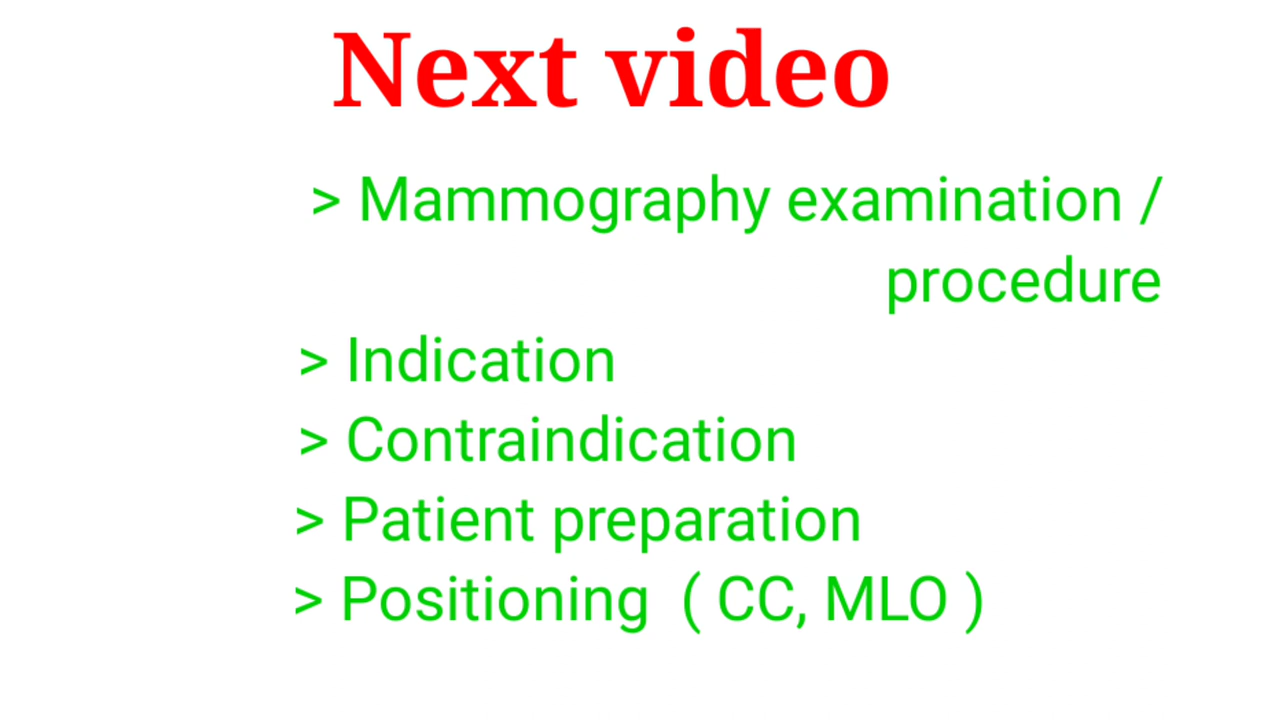 Next video
> Mammography examination /
procedure
> Indication
> Contraindication
> Patient preparation
> Positioning ( CC, MLO )